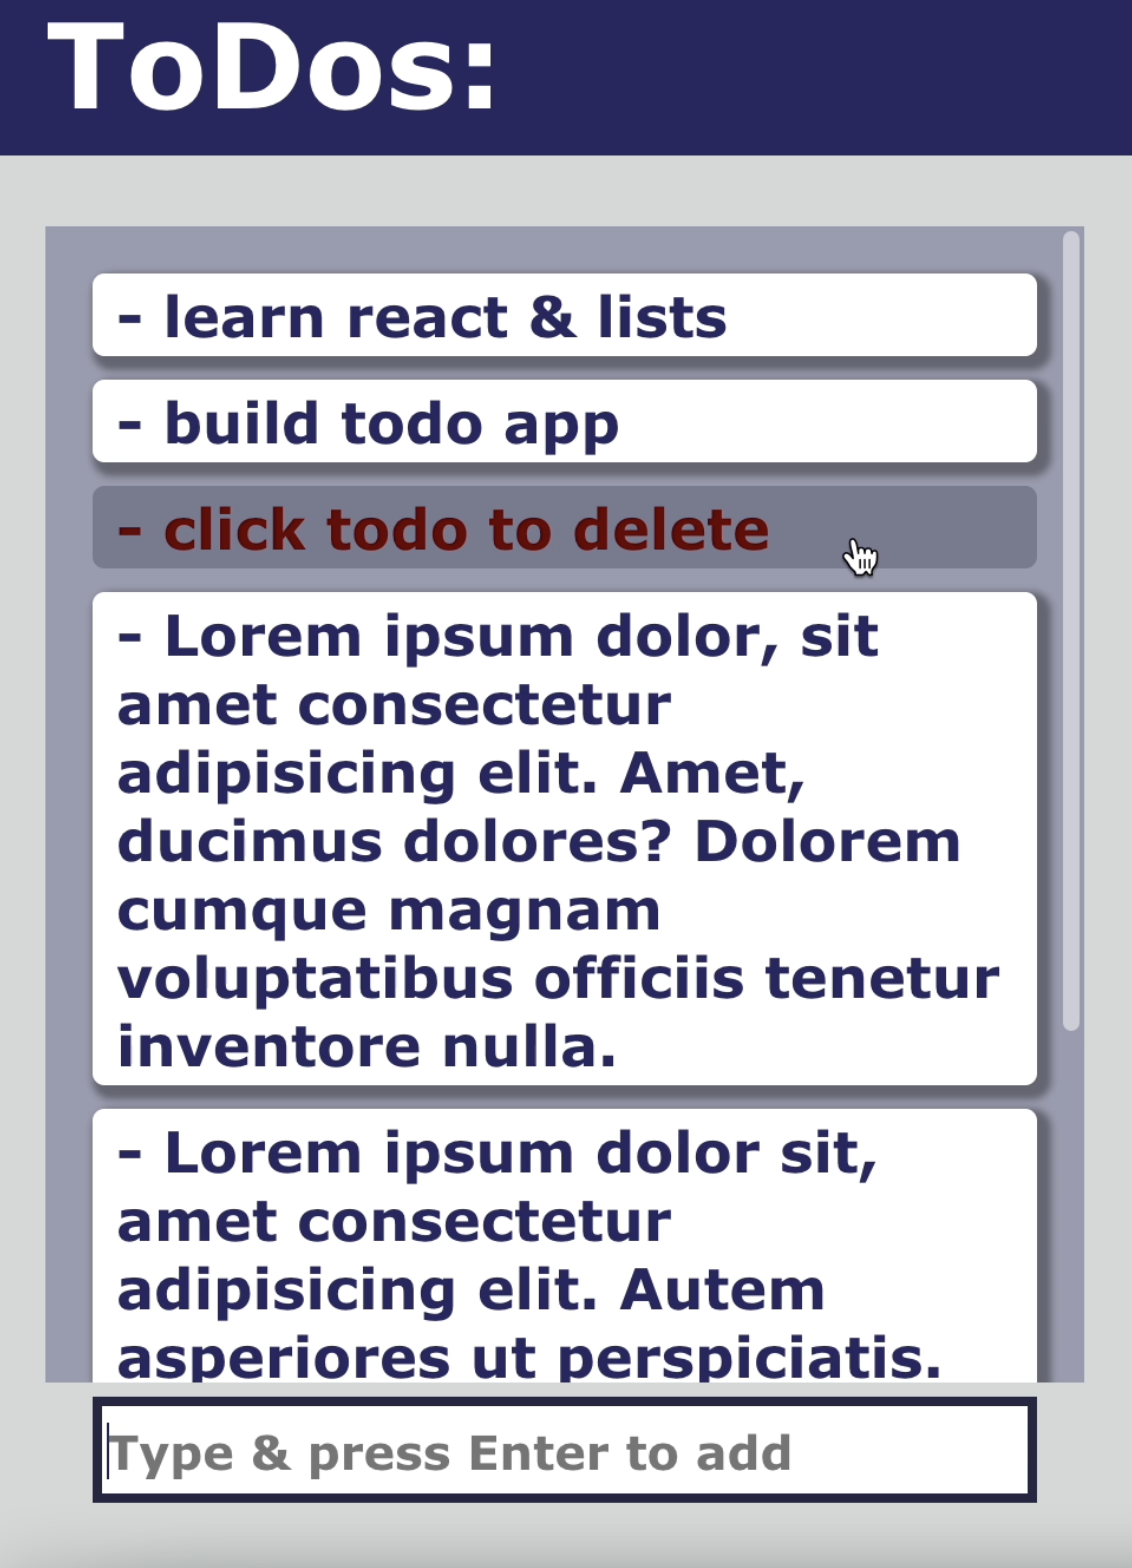 ToDos:
- learn react & lists
- build todo app
- click todo to delete
- Lorem ipsum dolor, sit
amet consectetur
adipisicing elit. Amet,
ducimus dolores? Dolorem
cumque magnam
voluptatibus officiis tenetur
inventore nulla.
- Lorem ipsum dolor sit,
amet consectetur
adipisicing elit. Autem
asperiores ut perspiciatis.
Type & press Enter to add